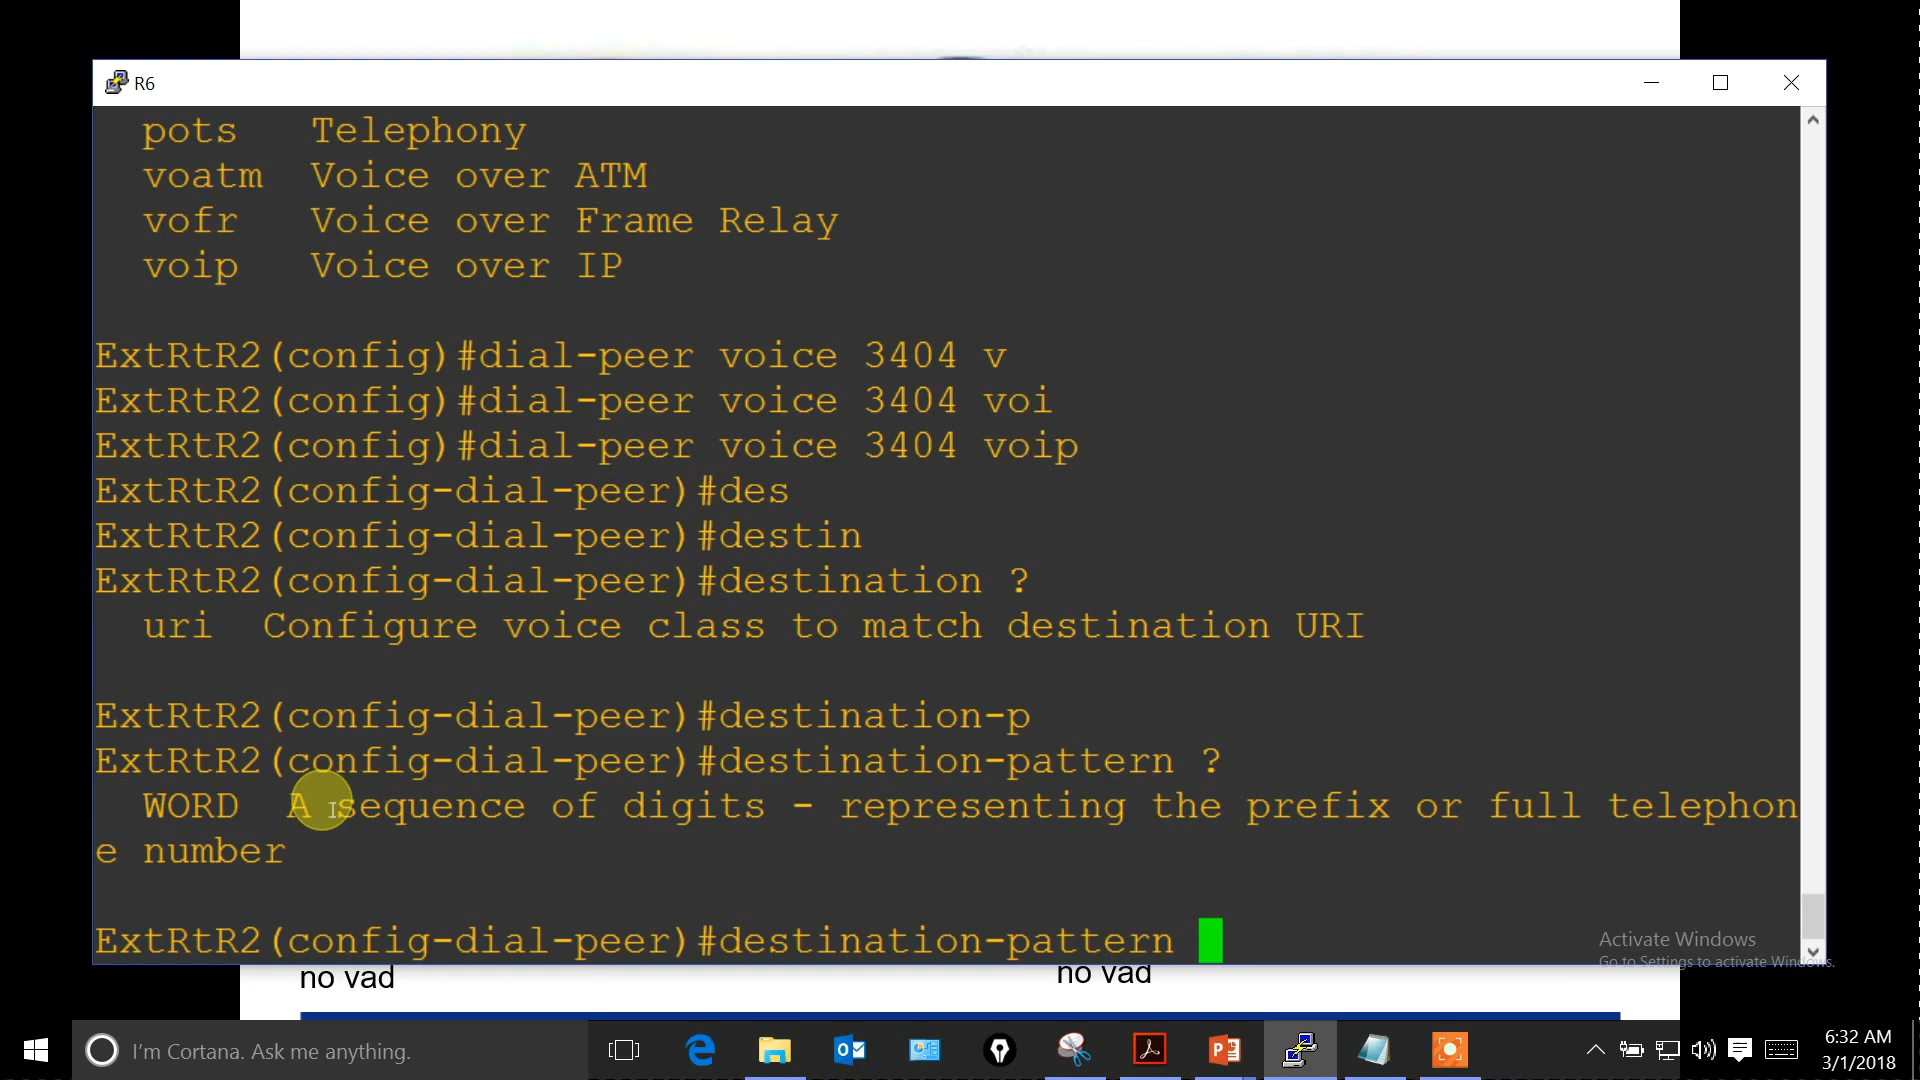 R6
pots Telephony
voatm Voice over ATM
vofr Voice over Frame Relay
voip Voice over IP
ExtRtR2(config)#dial-peer voice 3404 v
ExtRtR2(config)#dial-peer voice 3404 voi
ExtRtR2(config)#dial-peer voice 3404 voip
ExtRtR2(config-dial-peer)#des
ExtRtR2(config-dial-peer)#destin
ExtRtR2(config-dial-peer)#destination ?
uri Configure voice class to match destination URI
ExtRtR2(config-dial-peer)#destination-p
ExtRtR2(config-dial-peer)#destination-pattern ?
WORD A sequence of digits - representing the prefix or full telephon
e number
ExtRtR2(config-dial-peer)#destination-pattern
Activate Windows
Go to Settings to activate Windows.
no vad
no vad
I'm Cortana. Ask me anything.
6:32 AM
3/1/2018